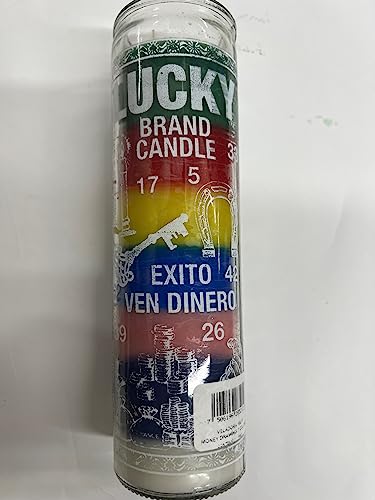 LUCKY
BRAND
CANDLE
17
5
EXITO
42
VEN DINERO
26